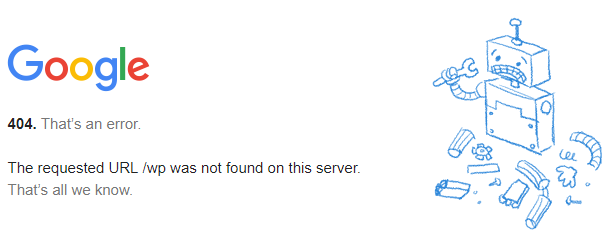 Google
404. That's an error.
The requested URL /wp was not found on this server.
That's all we know.